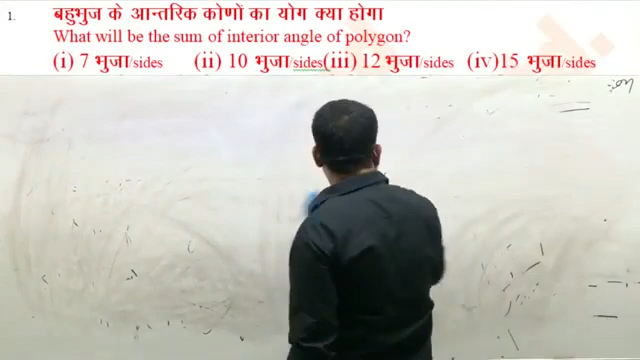 1. बहुभुज के आन्तरिक कोणों का योग क्या होगा
What will be the sum of interior angle of polygon?
(i) 7 भुजा/sides (ii) 10 भुजा/sides(iii) 12 भुजा/sides (iv)15 भुजा/sides